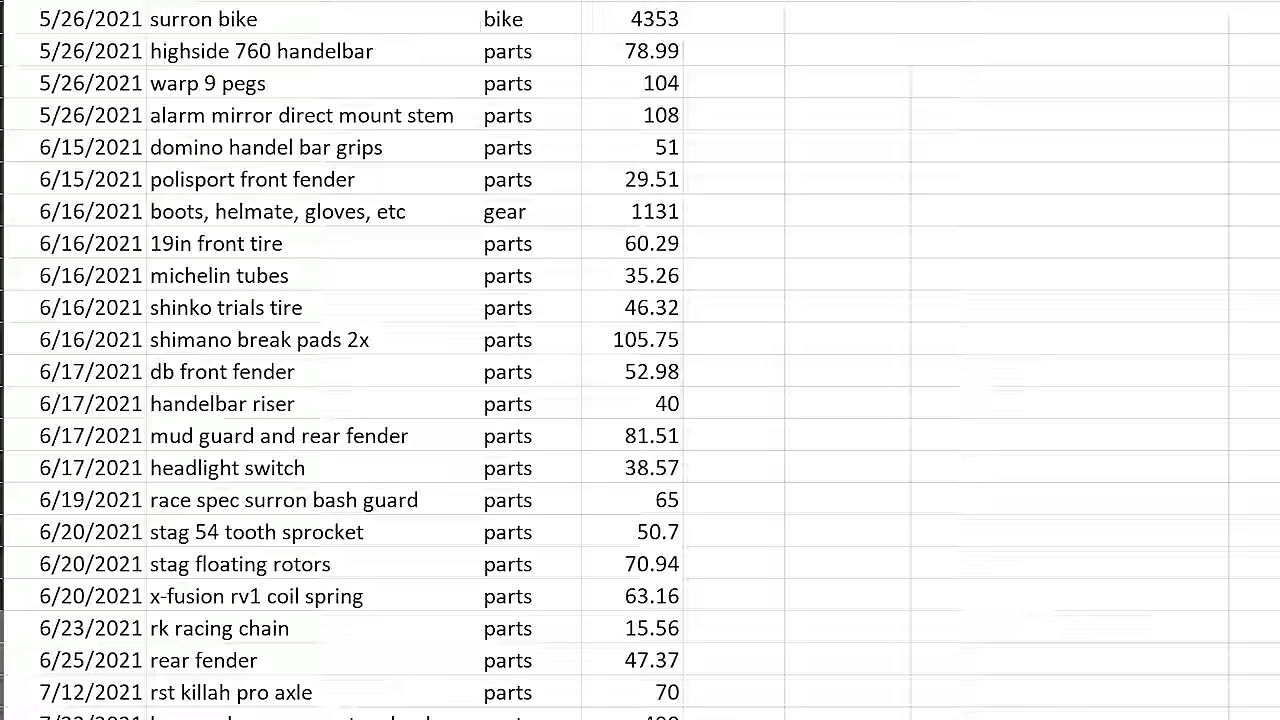 5/26/2021 surron bike bike 4353
5/26/2021 highside 760 handelbar parts 78.99
5/26/2021 warp 9 pegs parts 104
5/26/2021 alarm mirror direct mount stem parts 108
6/15/2021 domino handel bar grips parts 51
6/15/2021 polisport front fender parts 29.51
6/16/2021 boots, helmate, gloves, etc gear 1131
6/16/2021 19in front tire parts 60.29
6/16/2021 michelin tubes parts 35.26
6/16/2021 shinko trials tire parts 46.32
6/16/2021 shimano break pads 2x parts 105.75
6/17/2021 db front fender parts 52.98
6/17/2021 handelbar riser parts 40
6/17/2021 mud guard and rear fender parts 81.51
6/17/2021 headlight switch parts 38.57
6/19/2021 race spec surron bash guard parts 65
6/20/2021 stag 54 tooth sprocket parts 50.7
6/20/2021 stag floating rotors parts 70.94
6/20/2021 x-fusion rv1 coil spring parts 63.16
6/23/2021 rk racing chain parts 15.56
6/25/2021 rear fender parts 47.37
7/12/2021 rst killah pro axle parts 70